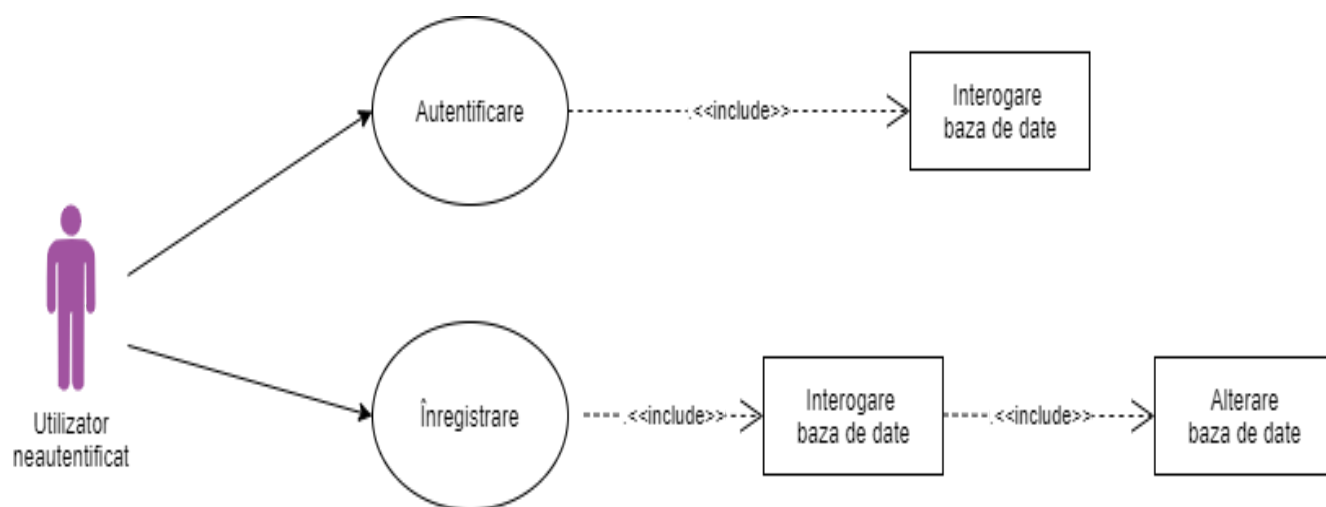 Autentificare
.<<include>>
Interogare
baza de date
Utilizator
neautentificat
Înregistrare
.<<include>>
Interogare
baza de date
.<<include>>
Alterare
baza de date